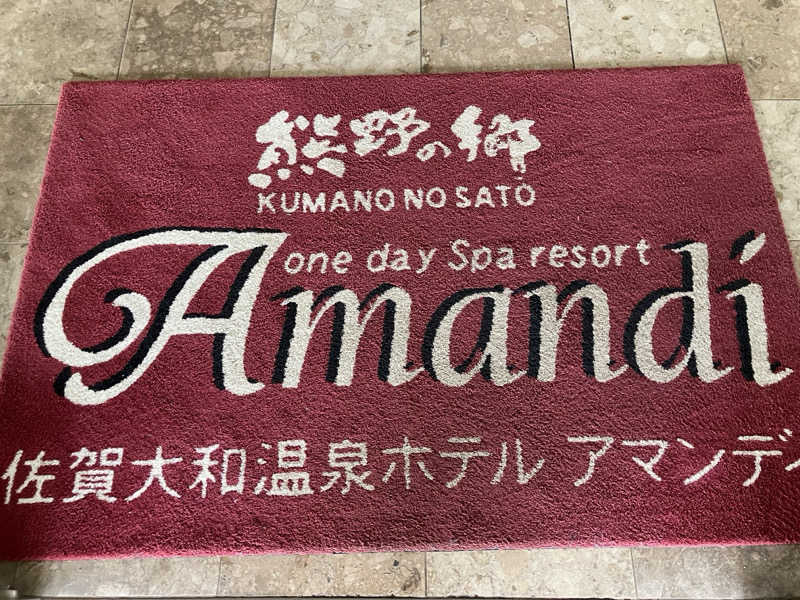 熊野の郷
KUMANO NO SATŌ
one day Spa resort
Amandi
佐賀大和温泉ホテル アマンディ